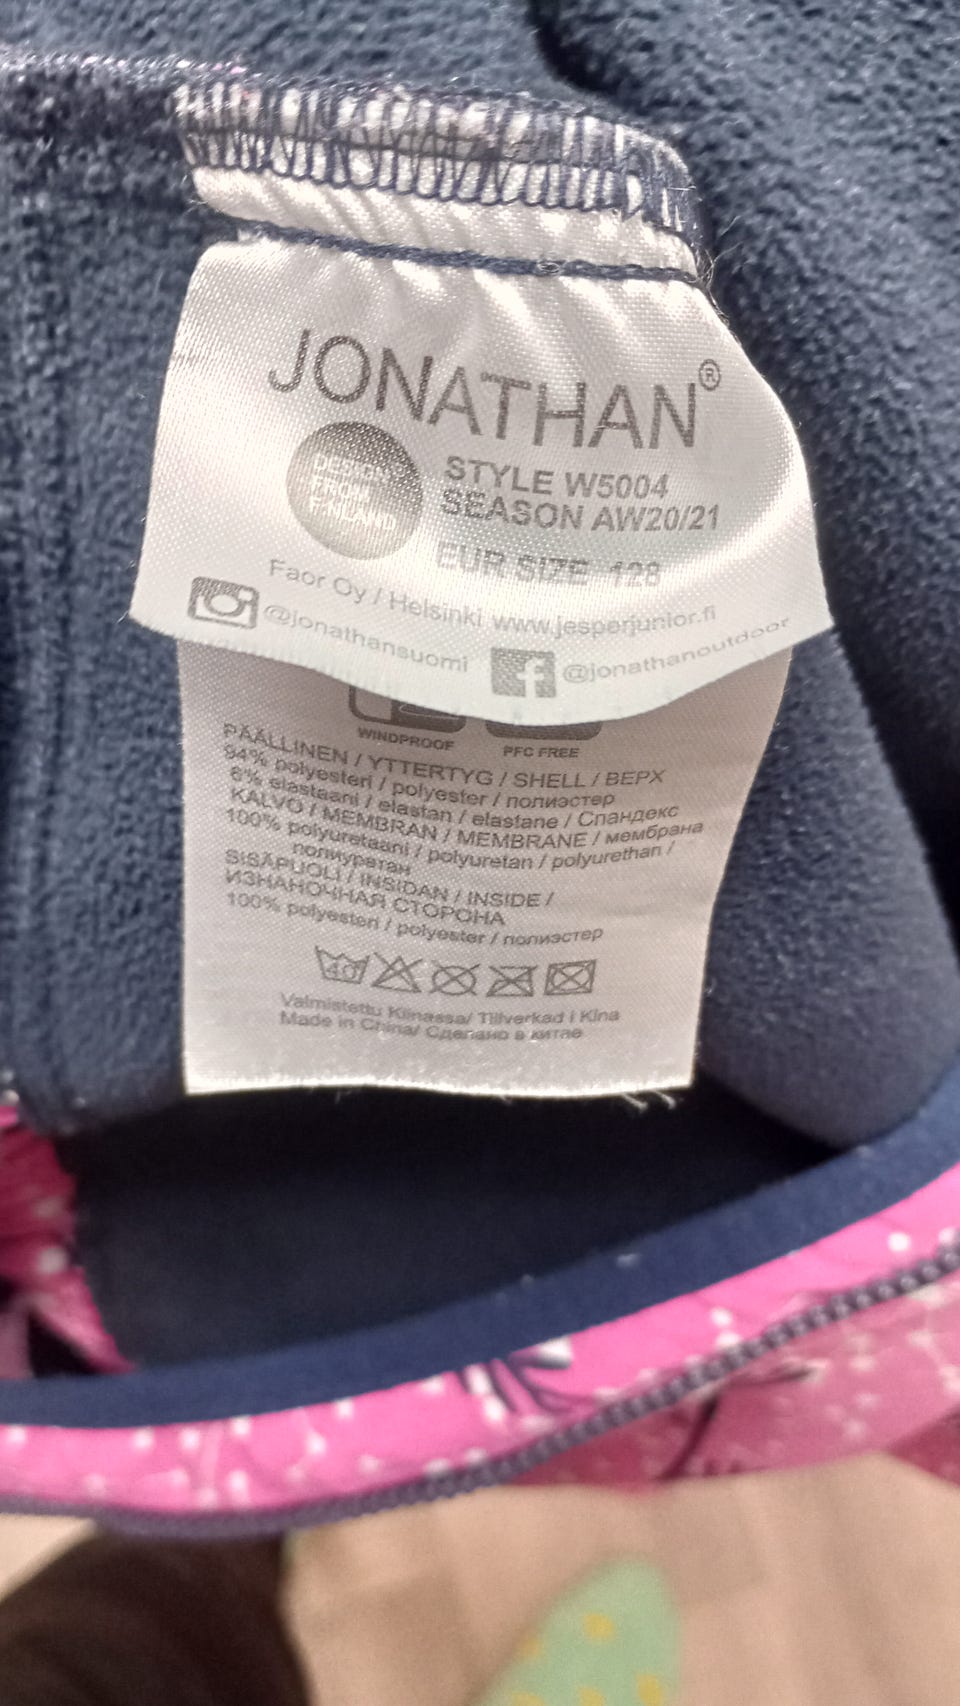 JONATHAN®
DESIGN
FROM
FINLAND
STYLE W5004
SEASON AW20/21
EUR SIZE 128
Faor Oy / Helsinki www.jesperjunior.fi
@jonathansuomi
@jonathanoutdoor
WINDPROOF
PFC FREE
PÄÄLLINEN / YTTERTYG / SHELL / ВЕРХ
94% polyesteri / polyester / полиэстер
6% elastaani / elastan / elastane / Спандекс
KALVO / MEMBRAN / MEMBRANE / мембрана
100% polyuretaani / polyuretan / polyurethan /
полиуретан
SISÄPUOLI / INSIDAN / INSIDE /
ИЗНАНОЧНАЯ СТОРОНА
100% polyesteri / polyester / полиэстер
40
Valmistettu Kiinassa/ Tillverkad i Kina
Made in China/ Сделано в китае